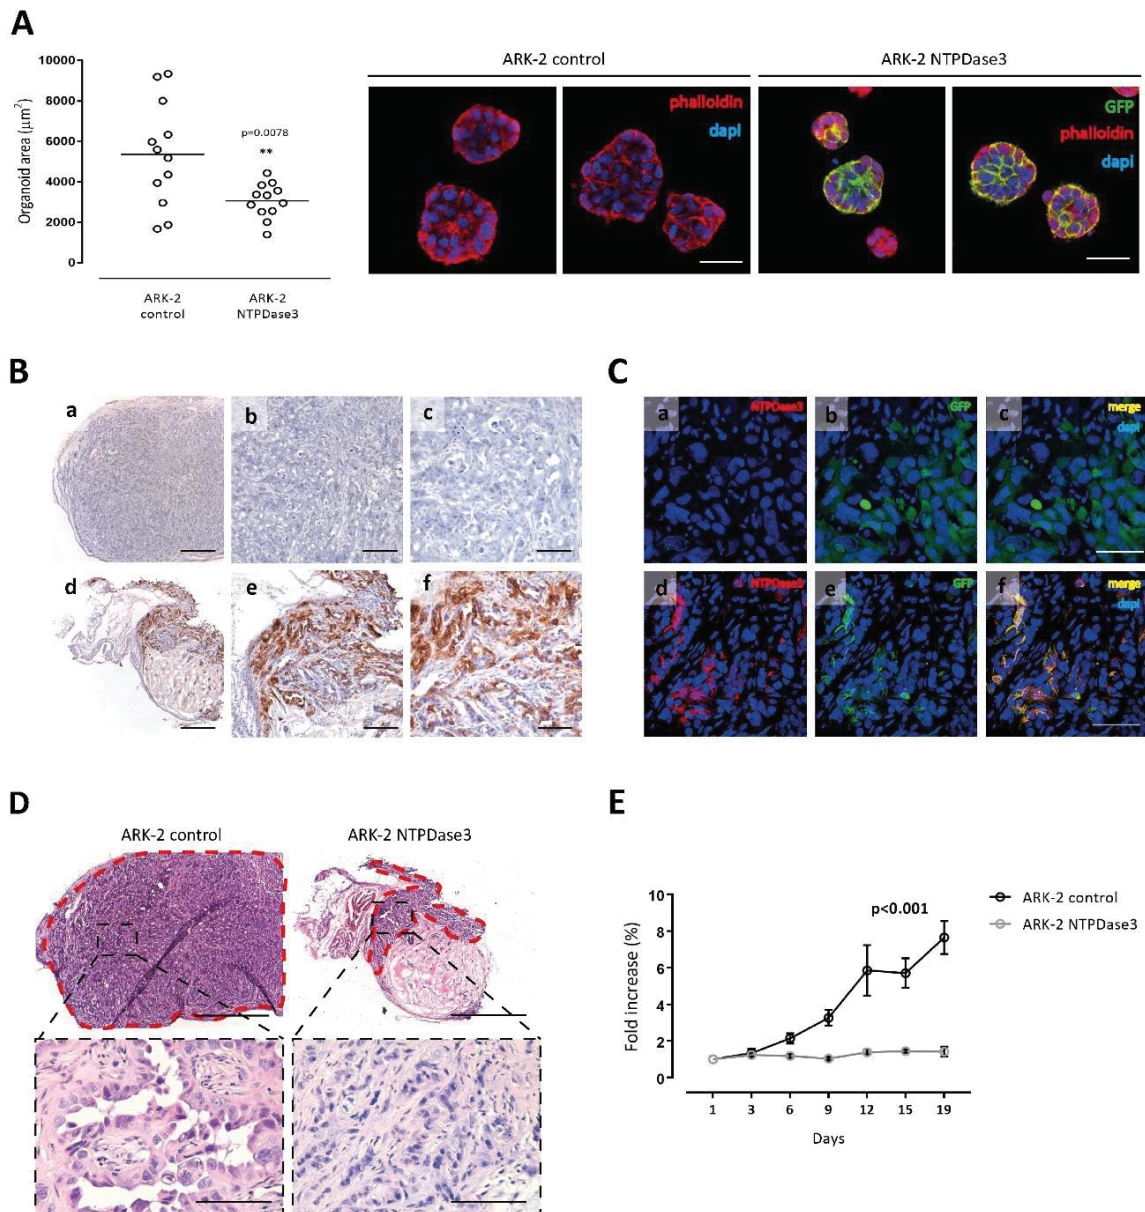 A
10000
8000
6000
4000
2000
0
Organoid area (μm²)
p=0.0078
**
ARK-2
control
ARK-2
NTPDase3
ARK-2 control
ARK-2 NTPDase3
phalloidin
dapi
GFP
phalloidin
dapi
B
a
b
c
d
e
f
C
a
NTPDase3
b
GFP
c
merge
dapi
d
NTPDase3
e
GFP
f
merge
dapi
D
ARK-2 control
ARK-2 NTPDase3
E
10
8
6
4
2
0
Fold increase (%)
p<0.001
ARK-2 control
ARK-2 NTPDase3
1 3 6 9 12 15 19
Days